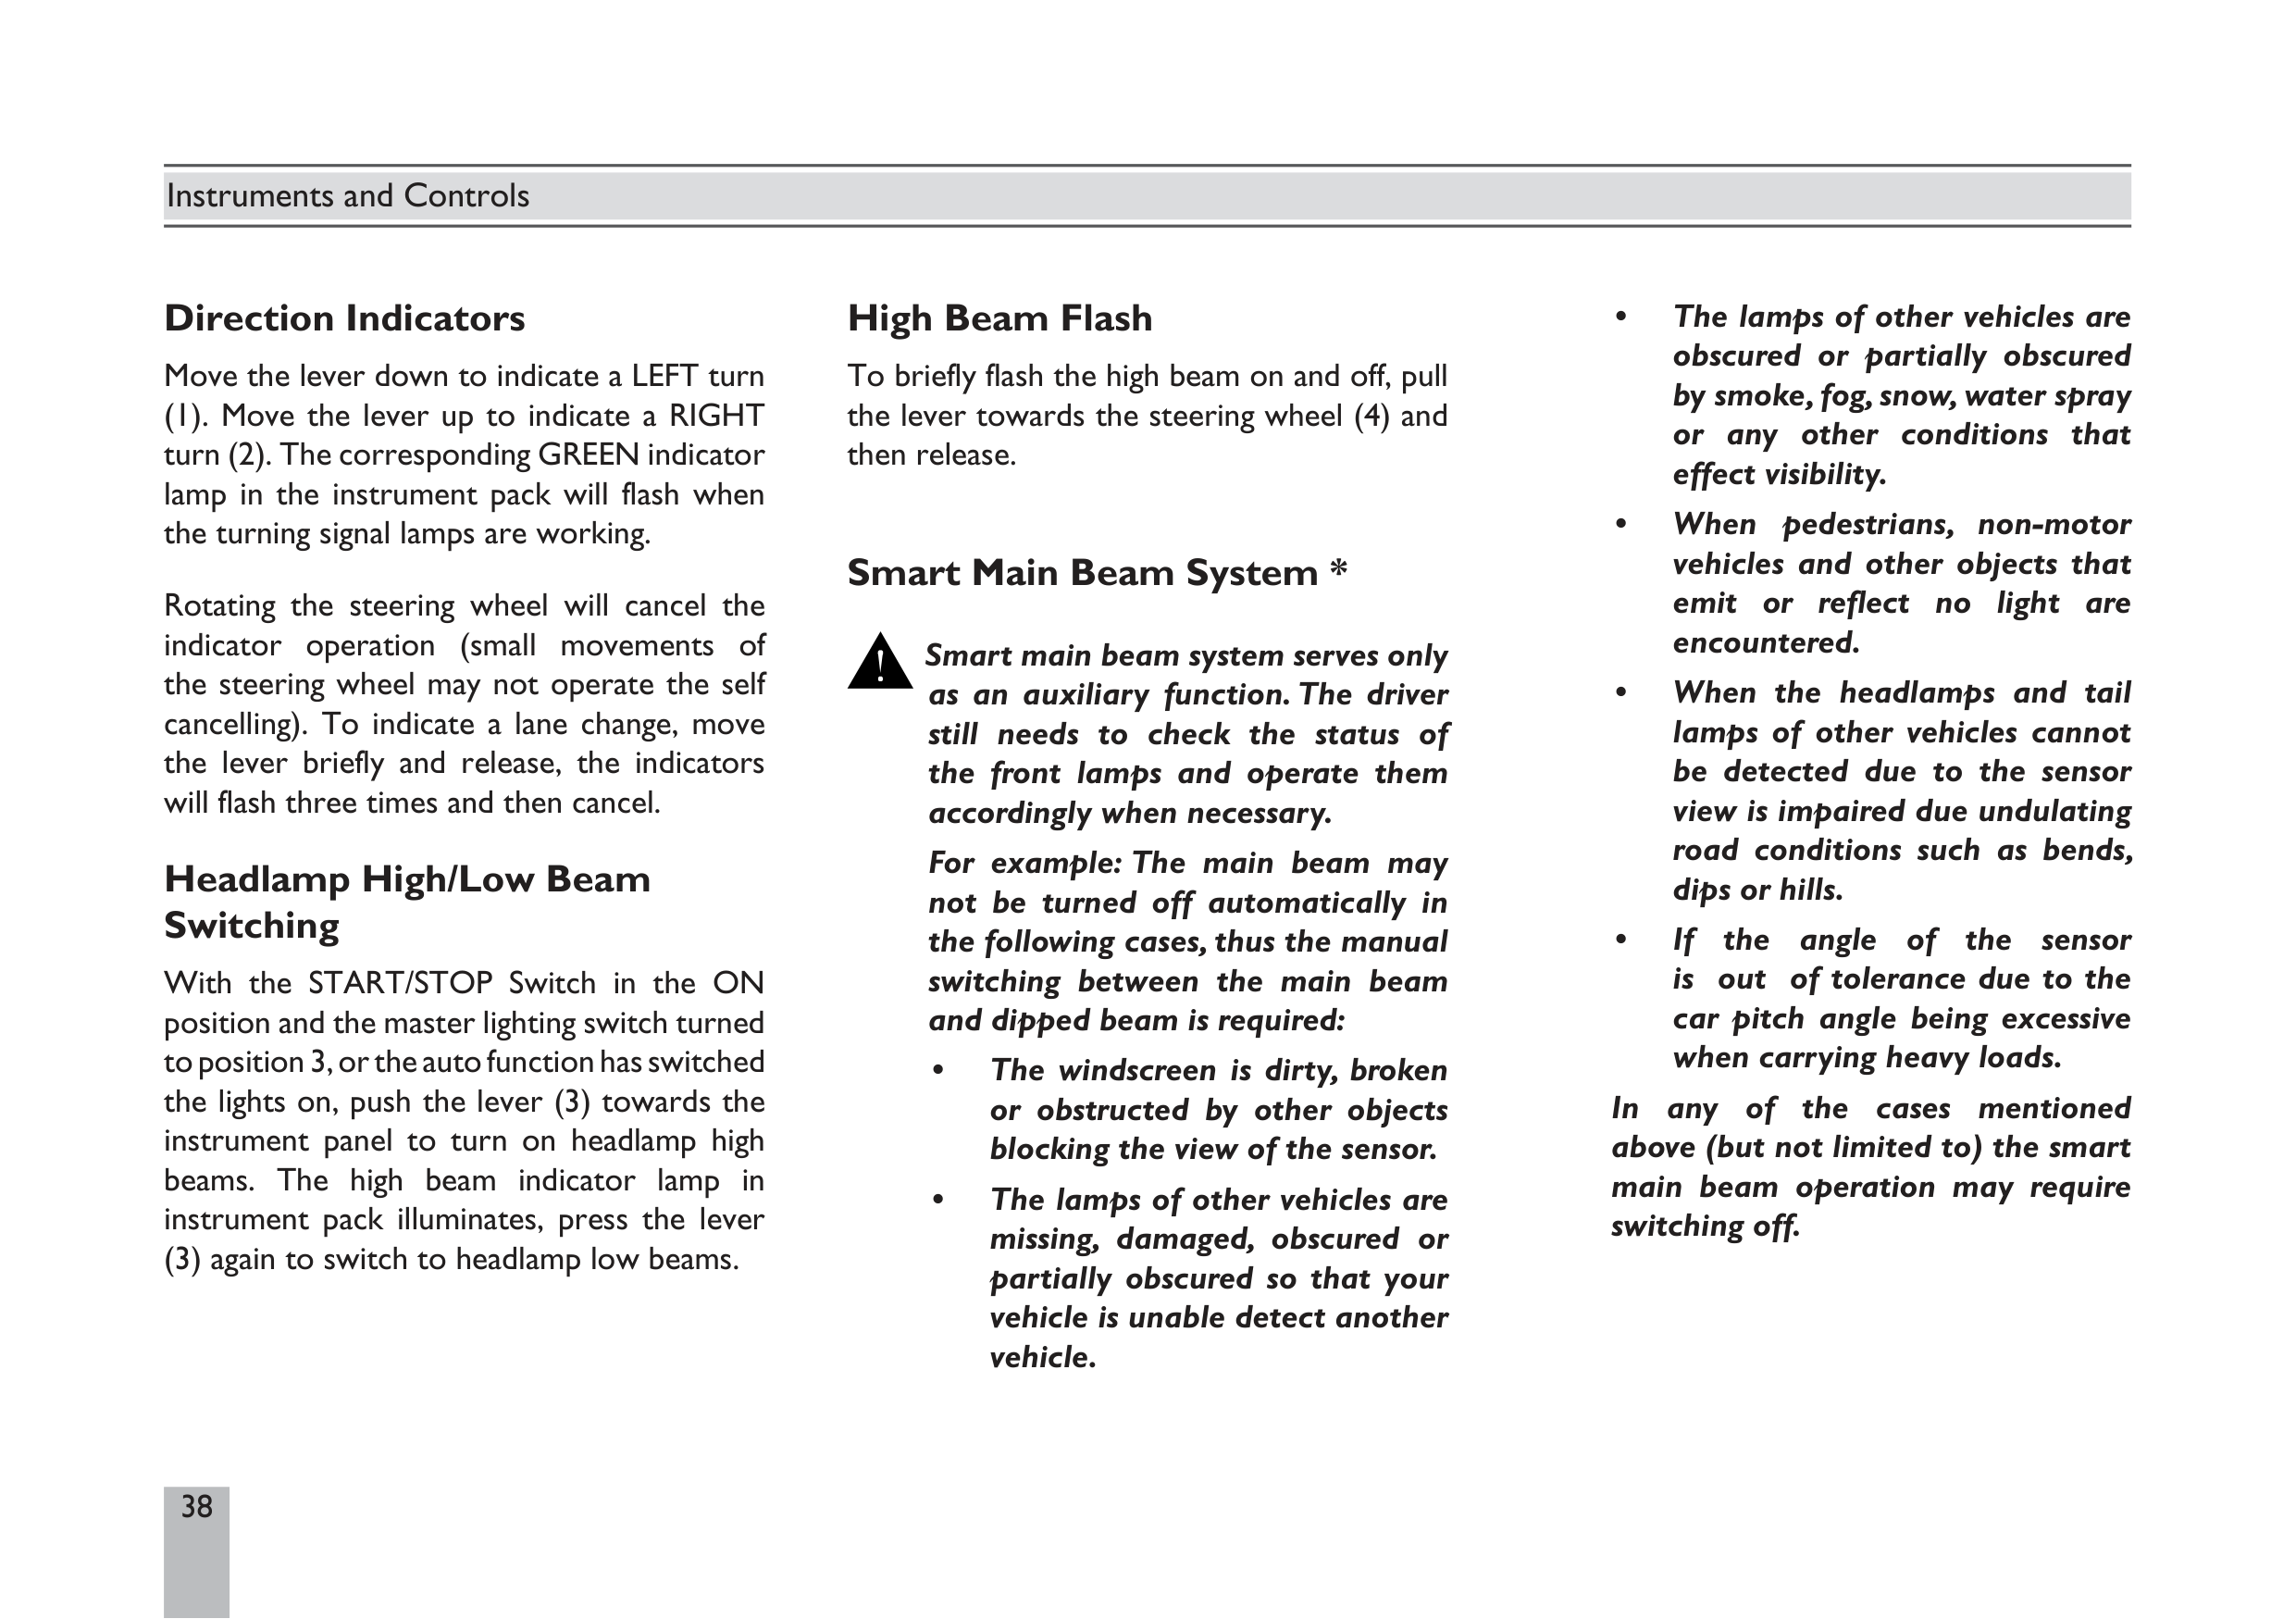 Instruments and Controls
Direction Indicators
Move the lever down to indicate a LEFT turn
(1). Move the lever up to indicate a RIGHT
turn (2). The corresponding GREEN indicator
lamp in the instrument pack will flash when
the turning signal lamps are working.
Rotating the steering wheel will cancel the
indicator operation (small movements of
the steering wheel may not operate the self
cancelling). To indicate a lane change, move
the lever briefly and release, the indicators
will flash three times and then cancel.
Headlamp High/Low Beam
Switching
With the START/STOP Switch in the ON
position and the master lighting switch turned
to position 3, or the auto function has switched
the lights on, push the lever (3) towards the
instrument panel to turn on headlamp high
beams. The high beam indicator lamp in
instrument pack illuminates, press the lever
(3) again to switch to headlamp low beams.
High Beam Flash
To briefly flash the high beam on and off, pull
the lever towards the steering wheel (4) and
then release.
Smart Main Beam System *
! Smart main beam system serves only
as an auxiliary function. The driver
still needs to check the status of
the front lamps and operate them
accordingly when necessary.
For example: The main beam may
not be turned off automatically in
the following cases, thus the manual
switching between the main beam
and dipped beam is required:
• The windscreen is dirty, broken
or obstructed by other objects
blocking the view of the sensor.
• The lamps of other vehicles are
missing, damaged, obscured or
partially obscured so that your
vehicle is unable detect another
vehicle.
• The lamps of other vehicles are
obscured or partially obscured
by smoke, fog, snow, water spray
or any other conditions that
effect visibility.
• When pedestrians, non-motor
vehicles and other objects that
emit or reflect no light are
encountered.
• When the headlamps and tail
lamps of other vehicles cannot
be detected due to the sensor
view is impaired due undulating
road conditions such as bends,
dips or hills.
• If the angle of the sensor
is out of tolerance due to the
car pitch angle being excessive
when carrying heavy loads.
In any of the cases mentioned
above (but not limited to) the smart
main beam operation may require
switching off.
38